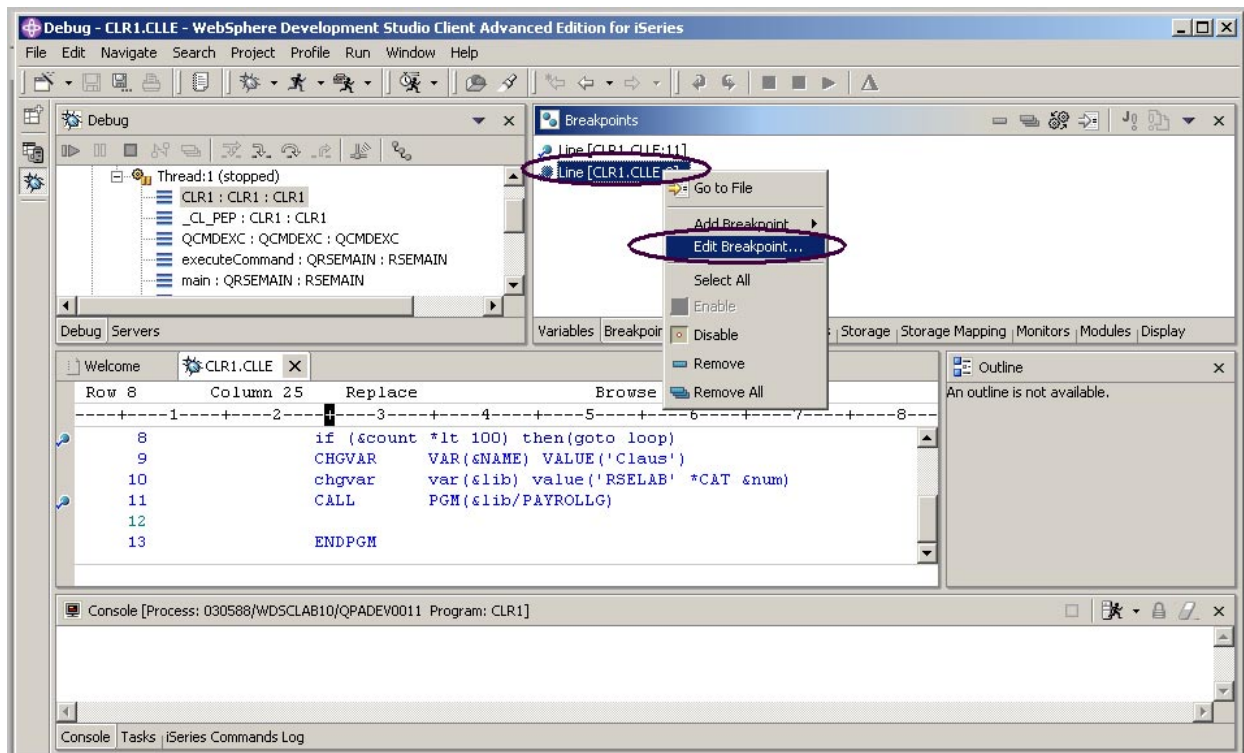 Debug - CLR1.CLLE - WebSphere Development Studio Client Advanced Edition for iSeries
File Edit Navigate Search Project Profile Run Window Help
Debug
Thread:1 (stopped)
CLR1 : CLR1 : CLR1
_CL_PEP : CLR1 : CLR1
QCMDEXC : QCMDEXC : QCMDEXC
executeCommand : QRSEMAIN : RSEMAIN
main : QRSEMAIN : RSEMAIN
Debug Servers
Breakpoints
Line [CLR1.CLLE:11]
Line [CLR1.CLLE
Go to File
Add Breakpoint
Edit Breakpoint...
Select All
Enable
Disable
Remove
Remove All
Variables Breakpoin Storage Storage Mapping Monitors Modules Display
Welcome CLR1.CLLE
Row 8 Column 25 Replace Browse
----+----1----+----2----+----3----+----4----+----5----+----6----+----7----+----8---
8 if (&count *lt 100) then(goto loop)
9 CHGVAR VAR(&NAME) VALUE('Claus')
10 chgvar var(&lib) value('RSELAB' *CAT &num)
11 CALL PGM(&lib/PAYROLLG)
12
13 ENDPGM
Outline
An outline is not available.
Console [Process: 030588/WDSCLAB10/QPADEV0011 Program: CLR1]
Console Tasks iSeries Commands Log